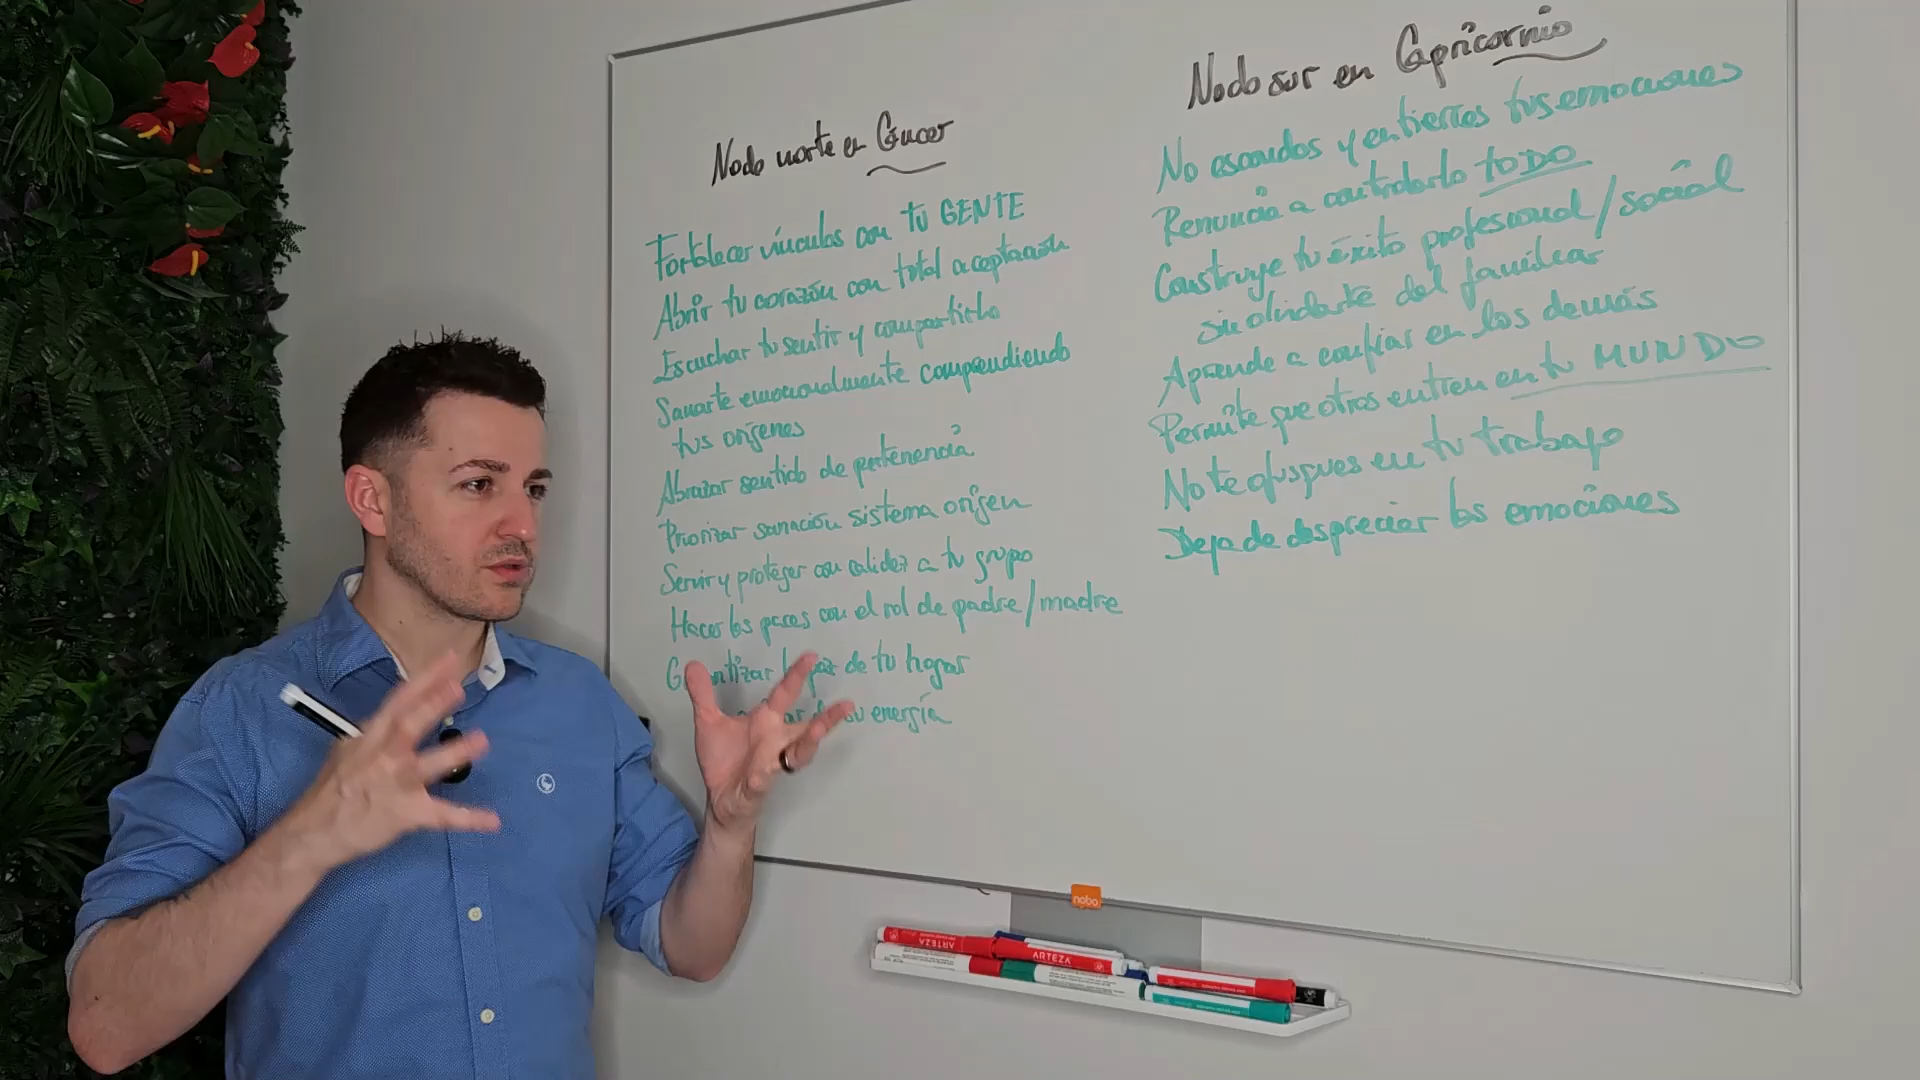 Nodo norte en Cáncer
Fortalecer vínculos con tu GENTE
Abrir tu corazón con total aceptación
Escuchar tu sentir y compartirlo
Sanarte emocionalmente comprendiendo
tus orígenes
Abrazar sentido de pertenencia
Priorizar sanación sistema origen
Servir y proteger con calidez a tu grupo
Hacer las paces con el rol de padre/madre
paz de tu hogar
energía
Nodo sur en Capricornio
No escondas y entierres tus emociones
Renuncia a controlarlo TODO
Construye tu éxito profesional/social
sin olvidarte del familiar
Aprende a confiar en los demás
Permite que otros entren en tu MUNDO
No te ofusques en tu trabajo
Deja de despreciar las emociones
nobo
ARTEZA
ARTEZA